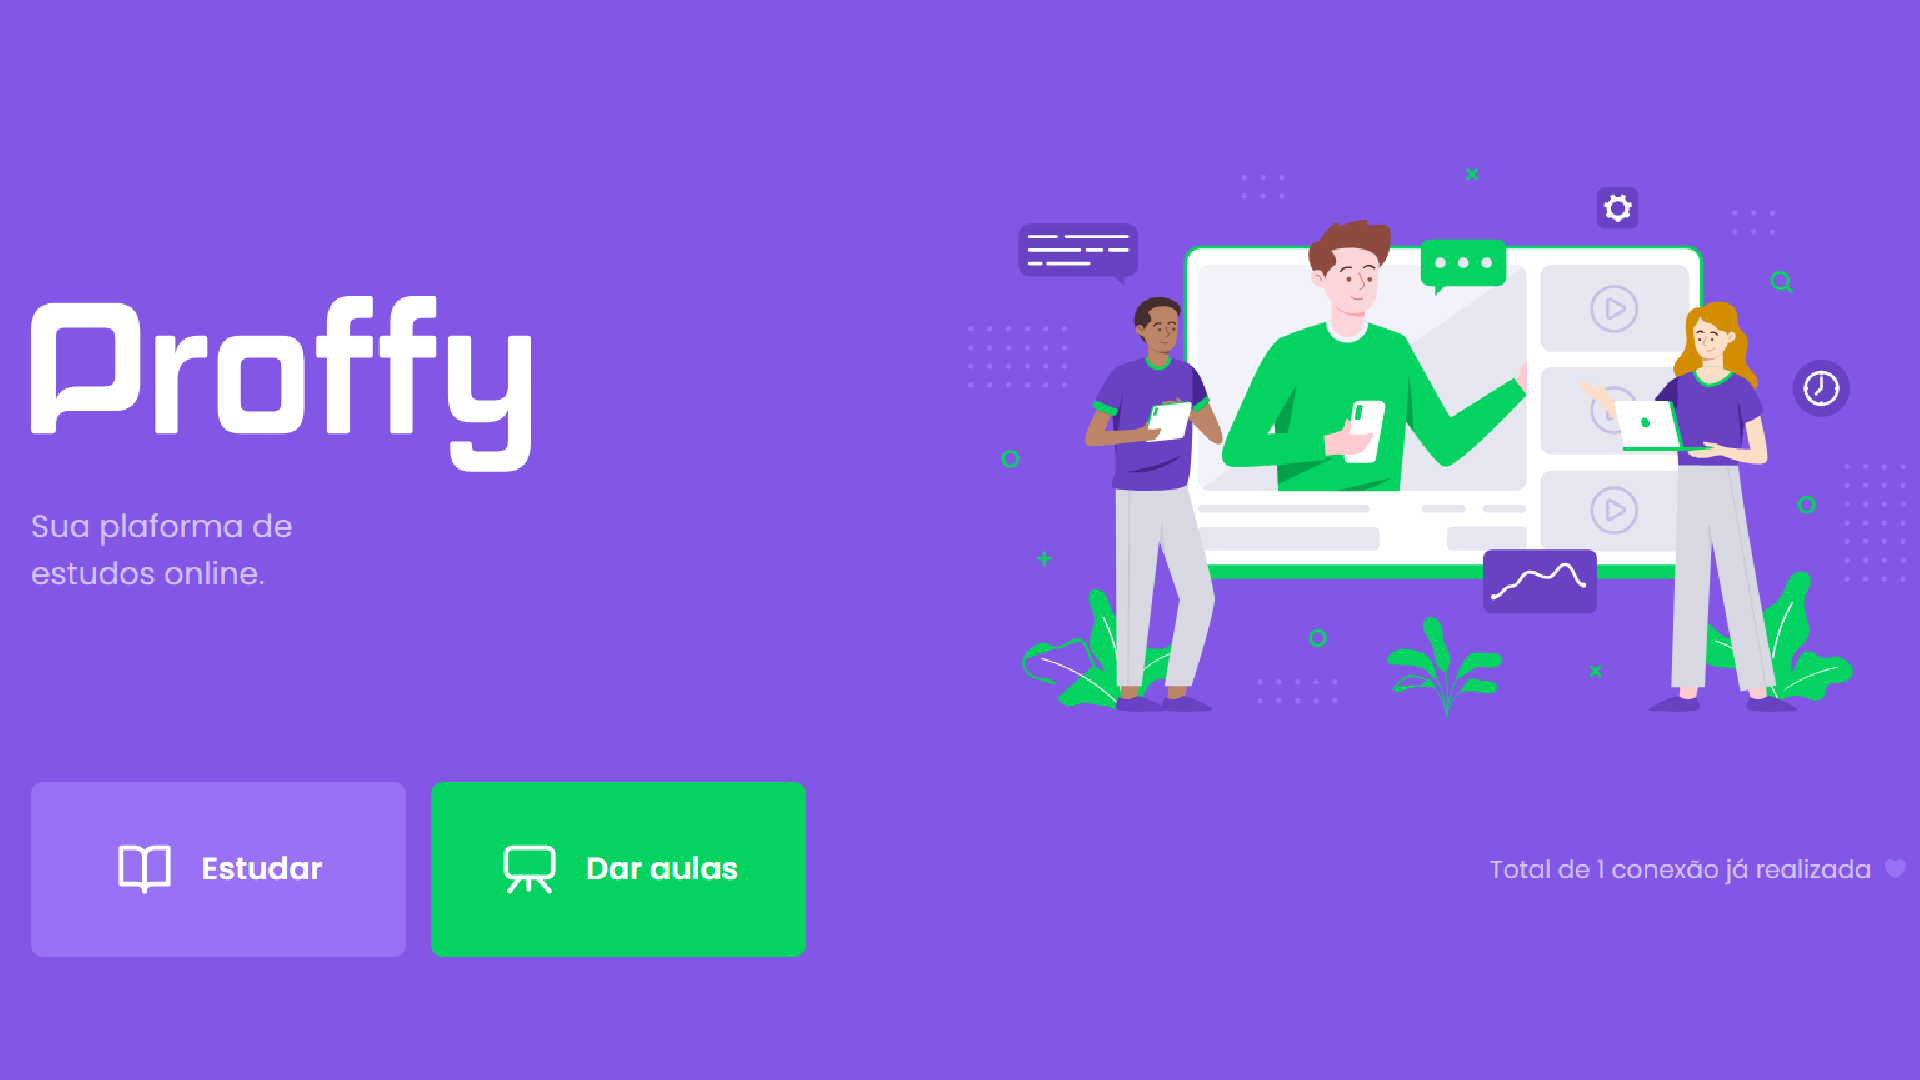 Proffy
Sua plaforma de
estudos online.
Estudar
Dar aulas
Total de 1 conexão já realizada